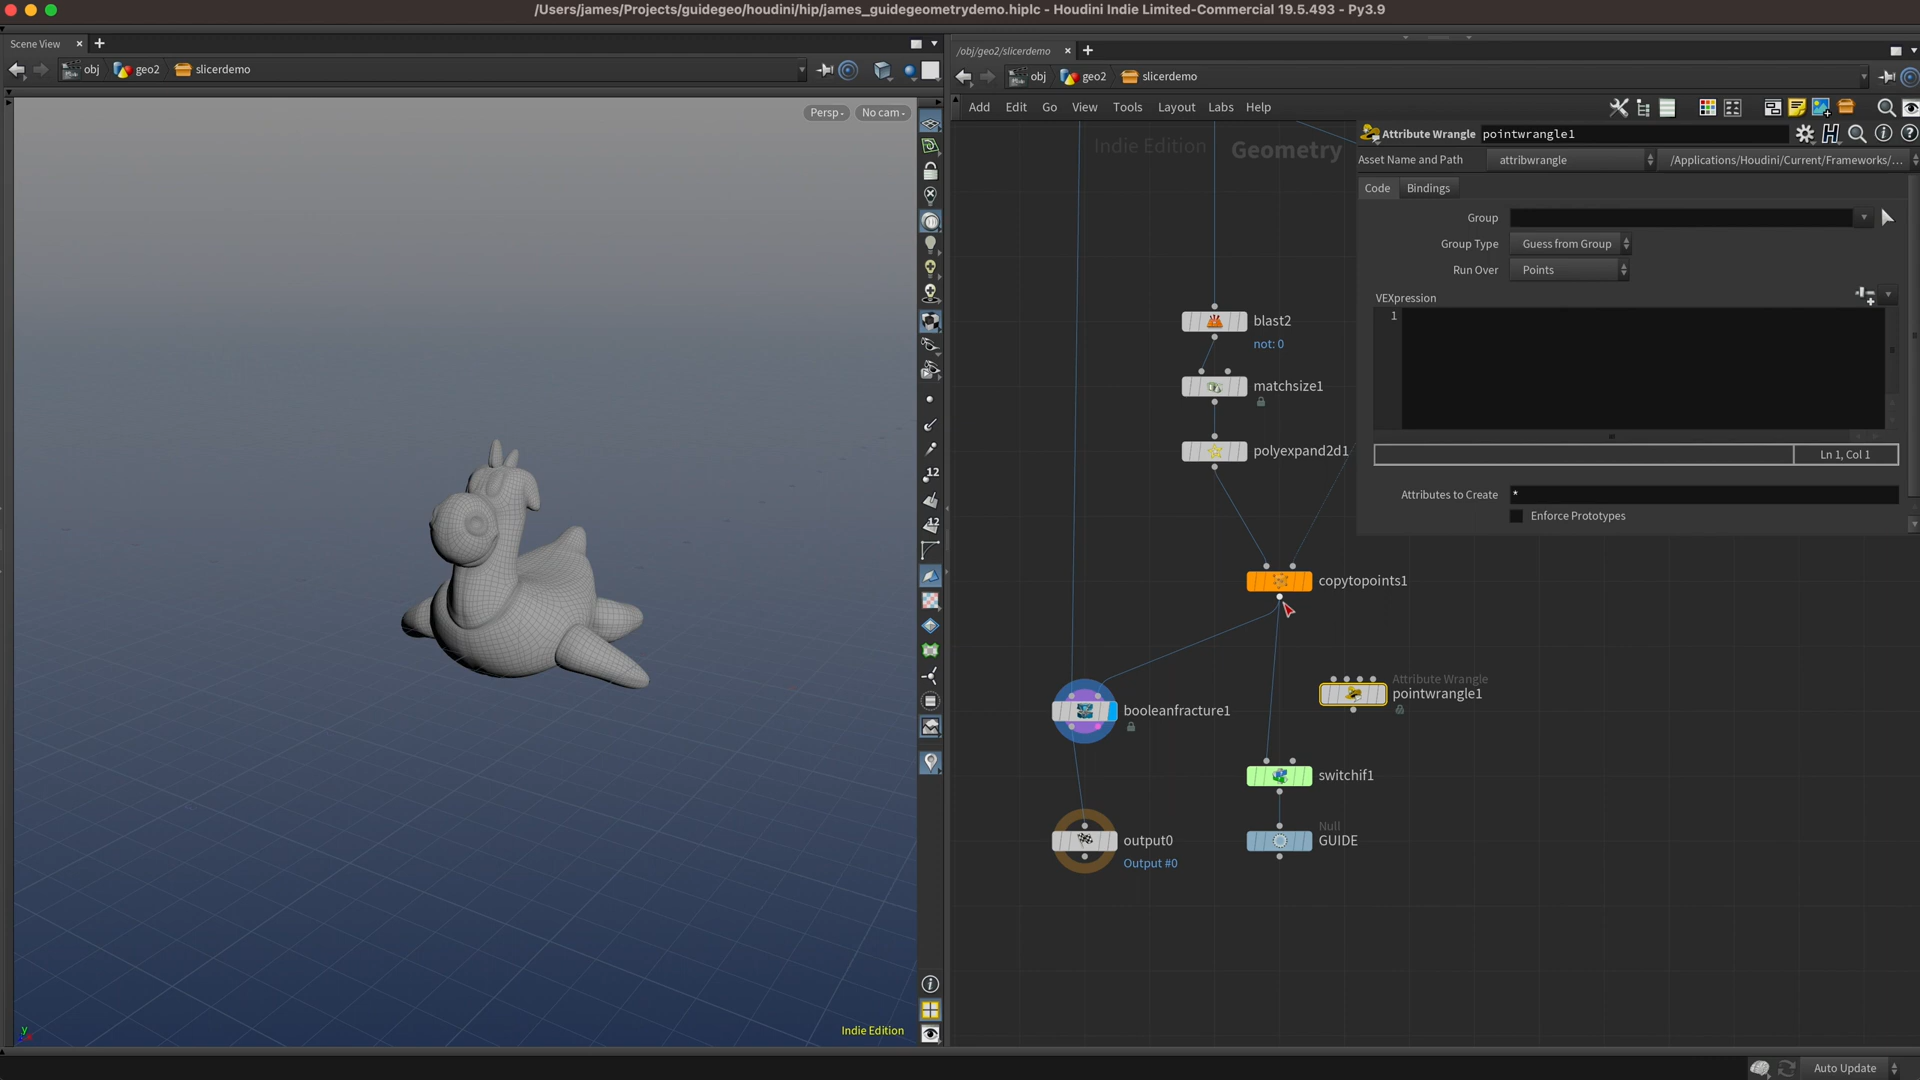 /Users/james/Projects/guidegeo/houdini/hip/james_guidegeometrydemo.hiplc - Houdini Indie Limited-Commercial 19.5.493 - Py3.9
Scene View
/obj/geo2/slicerdemo
obj
geo2
slicerdemo
obj
geo2
slicerdemo
Add
Edit
Go
View
Tools
Layout
Labs
Help
Persp
No cam
Indie Edition
Geometry
Attribute Wrangle
pointwrangle1
Asset Name and Path
attribwrangle
/Applications/Houdini/Current/Frameworks/...
Code
Bindings
Group
Group Type
Guess from Group
Run Over
Points
VEXpression
1
Ln 1, Col 1
Attributes to Create
*
Enforce Prototypes
blast2
not: 0
matchsize1
polyexpand2d1
copytopoints1
Attribute Wrangle
pointwrangle1
booleanfracture1
switchif1
Null
GUIDE
output0
Output #0
12
12
y
Indie Edition
Auto Update